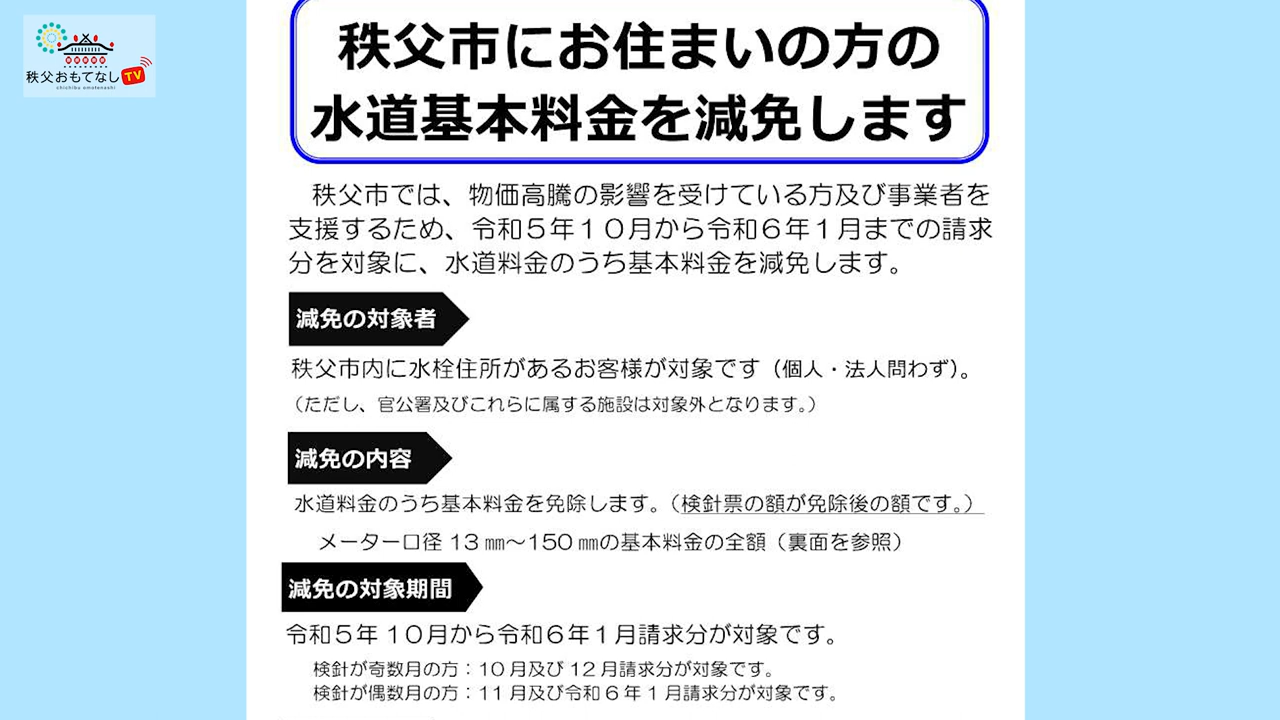 秩父おもてなしTV
chichibu omotenashi
秩父市にお住まいの方の
水道基本料金を減免します
秩父市では、物価高騰の影響を受けている方及び事業者を
支援するため、令和５年１０月から令和６年１月までの請求
分を対象に、水道料金のうち基本料金を減免します。
減免の対象者
秩父市内に水栓住所があるお客様が対象です（個人・法人問わず）。
（ただし、官公署及びこれらに属する施設は対象外となります。）
減免の内容
水道料金のうち基本料金を免除します。（検針票の額が免除後の額です。）
メーター口径 13 ㎜～150 ㎜の基本料金の全額（裏面を参照）
減免の対象期間
令和５年 10月から令和６年１月請求分が対象です。
検針が奇数月の方：10 月及び 12 月請求分が対象です。
検針が偶数月の方：11 月及び令和 6 年 1 月請求分が対象です。